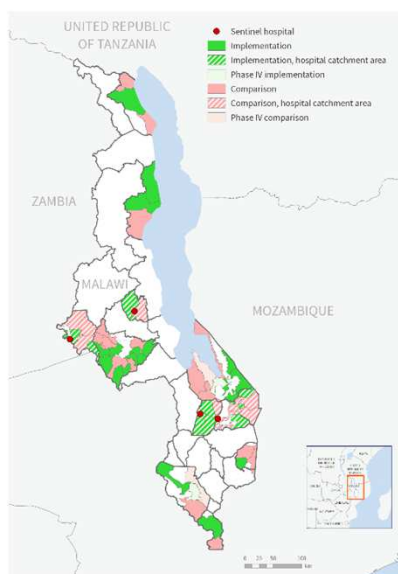 UNITED REPUBLIC
OF TANZANIA
Sentinel hospital
Implementation
Implementation, hospital catchment area
Phase IV implementation
Comparison
Comparison, hospital catchment area
Phase IV comparison
ZAMBIA
MALAWI
MOZAMBIQUE
0 25 50 100